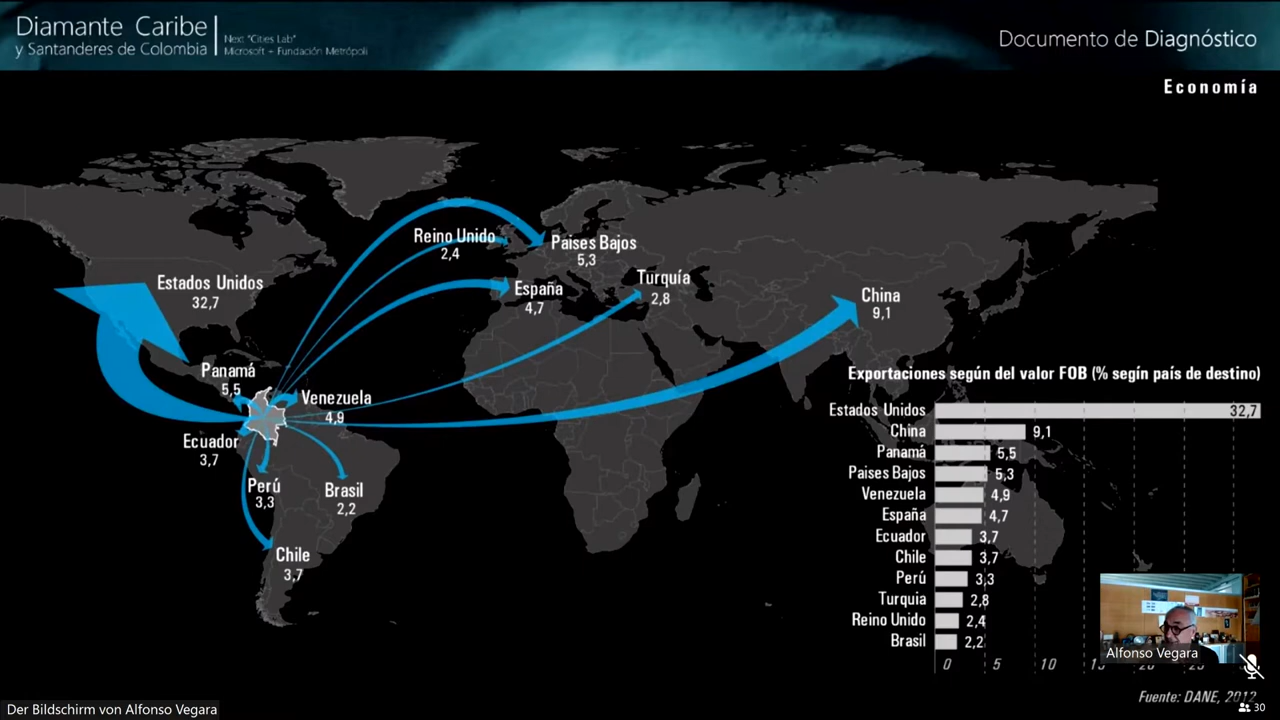 Diamante Caribe
y Santanderes de Colombia
Next "Cities Lab"
Microsoft + Fundación Metrópoli
Documento de Diagnóstico
Economía
Reino Unido
2,4
Paises Bajos
5,3
Estados Unidos
32,7
España
4,7
Turquía
2,8
China
9,1
Panamá
5,5
Venezuela
4,9
Ecuador
3,7
Perú
3,3
Brasil
2,2
Chile
3,7
Exportaciones según del valor FOB (% segín país de destino)
Estados Unidos 32,7
China 9,1
Panamá 5,5
Paises Bajos 5,3
Venezuela 4,9
España 4,7
Ecuador 3,7
Chile 3,7
Perú 3,3
Turquia 2,8
Reino Unido 2,4
Brasil 2,2
0 5 10
Alfonso Vegara
Fuente: DANE, 2012
Der Bildschirm von Alfonso Vegara
30